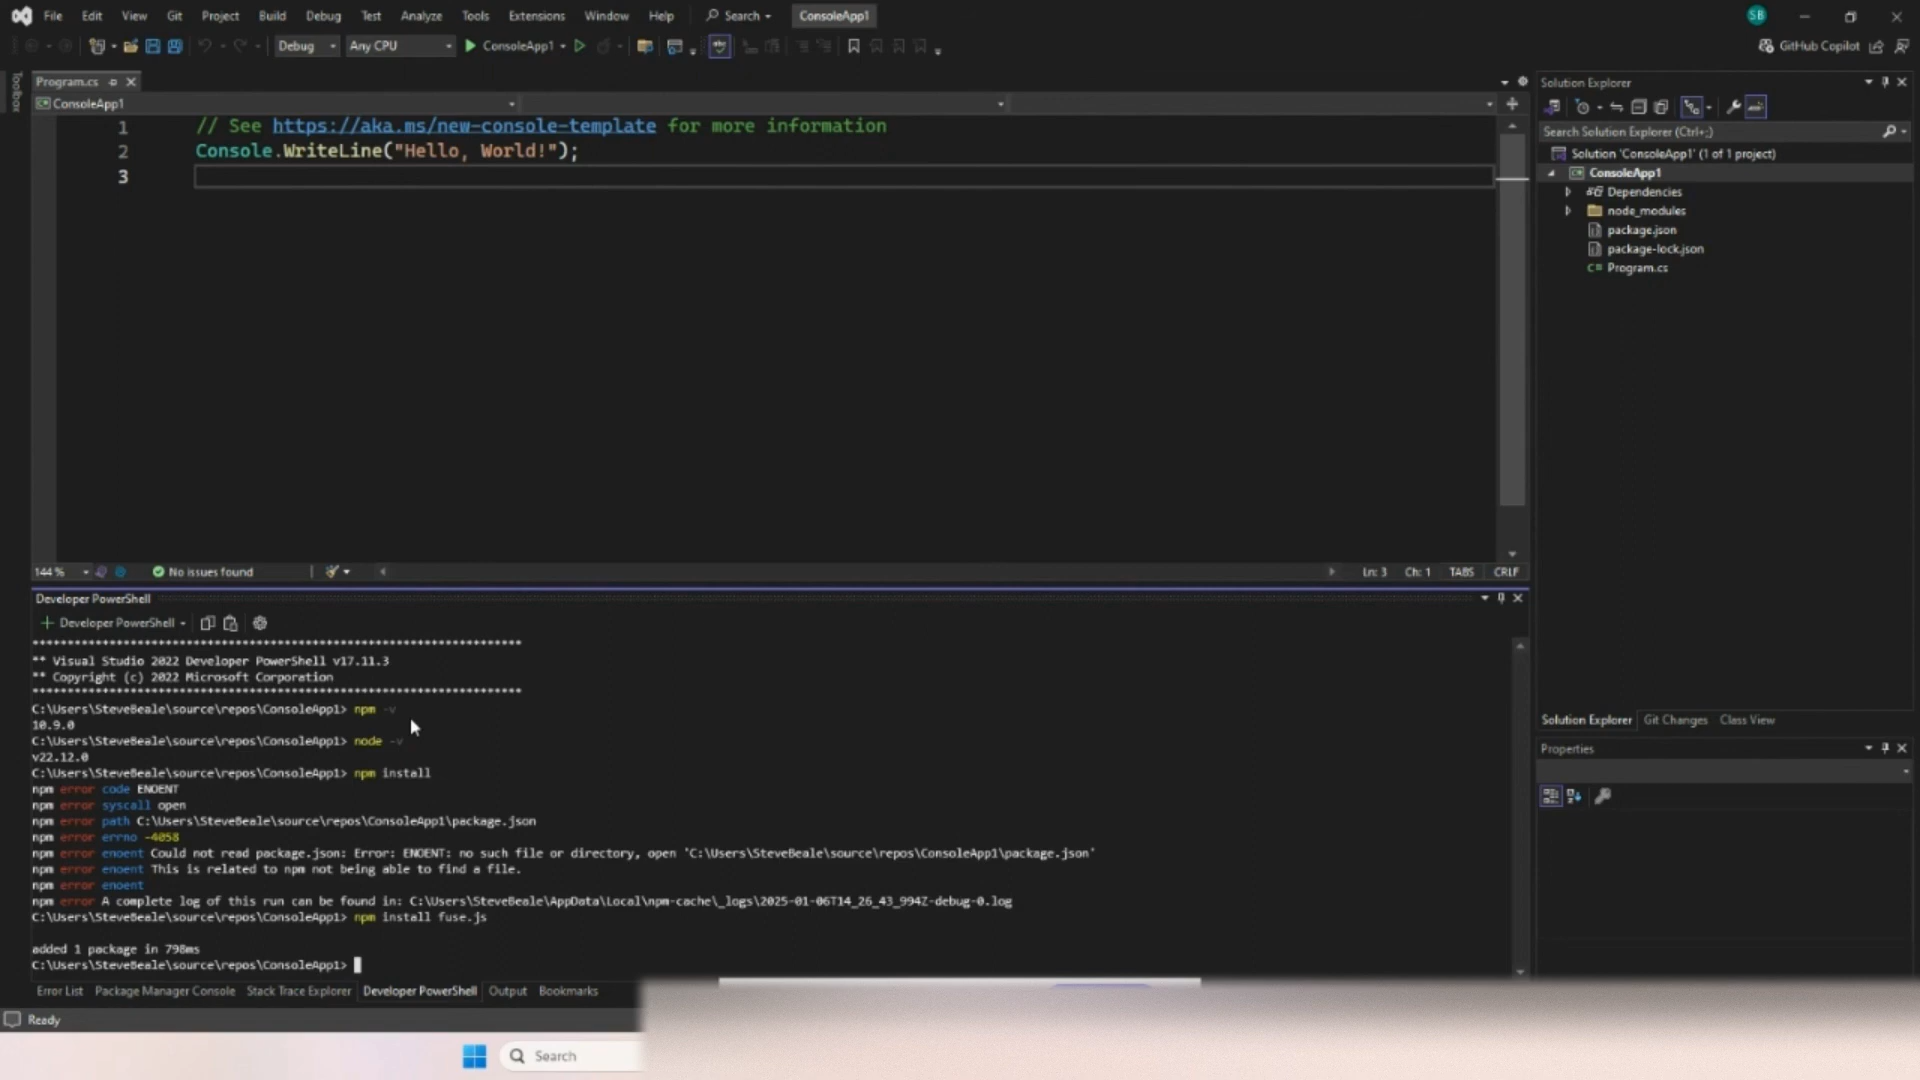 File Edit View Git Project Build Debug Test Analyze Tools Extensions Window Help Search ConsoleApp1 SB
Debug Any CPU ConsoleApp1 GitHub Copilot
Toolbox
Program.cs
ConsoleApp1
1 // See https://aka.ms/new-console-template for more information
2 Console.WriteLine("Hello, World!");
3
144 % No issues found Ln: 3 Ch: 1 TABS CRLF
Developer PowerShell
Developer PowerShell
**********************************************************************
** Visual Studio 2022 Developer PowerShell v17.11.3
** Copyright (c) 2022 Microsoft Corporation
**********************************************************************
C:\Users\SteveBeale\source\repos\ConsoleApp1> npm -v
10.9.0
C:\Users\SteveBeale\source\repos\ConsoleApp1> node -v
v22.12.0
C:\Users\SteveBeale\source\repos\ConsoleApp1> npm install
npm error code ENOENT
npm error syscall open
npm error path C:\Users\SteveBeale\source\repos\ConsoleApp1\package.json
npm error errno -4058
npm error enoent Could not read package.json: Error: ENOENT: no such file or directory, open 'C:\Users\SteveBeale\source\repos\ConsoleApp1\package.json'
npm error enoent This is related to npm not being able to find a file.
npm error enoent
npm error A complete log of this run can be found in: C:\Users\SteveBeale\AppData\Local\npm-cache\_logs\2025-01-06T14_26_43_994Z-debug-0.log
C:\Users\SteveBeale\source\repos\ConsoleApp1> npm install fuse.js
added 1 package in 798ms
C:\Users\SteveBeale\source\repos\ConsoleApp1>
Error List Package Manager Console Stack Trace Explorer Developer PowerShell Output Bookmarks
Ready
Search
Solution Explorer
Search Solution Explorer (Ctrl+;)
Solution 'ConsoleApp1' (1 of 1 project)
ConsoleApp1
Dependencies
node_modules
package.json
package-lock.json
C# Program.cs
Solution Explorer Git Changes Class View
Properties